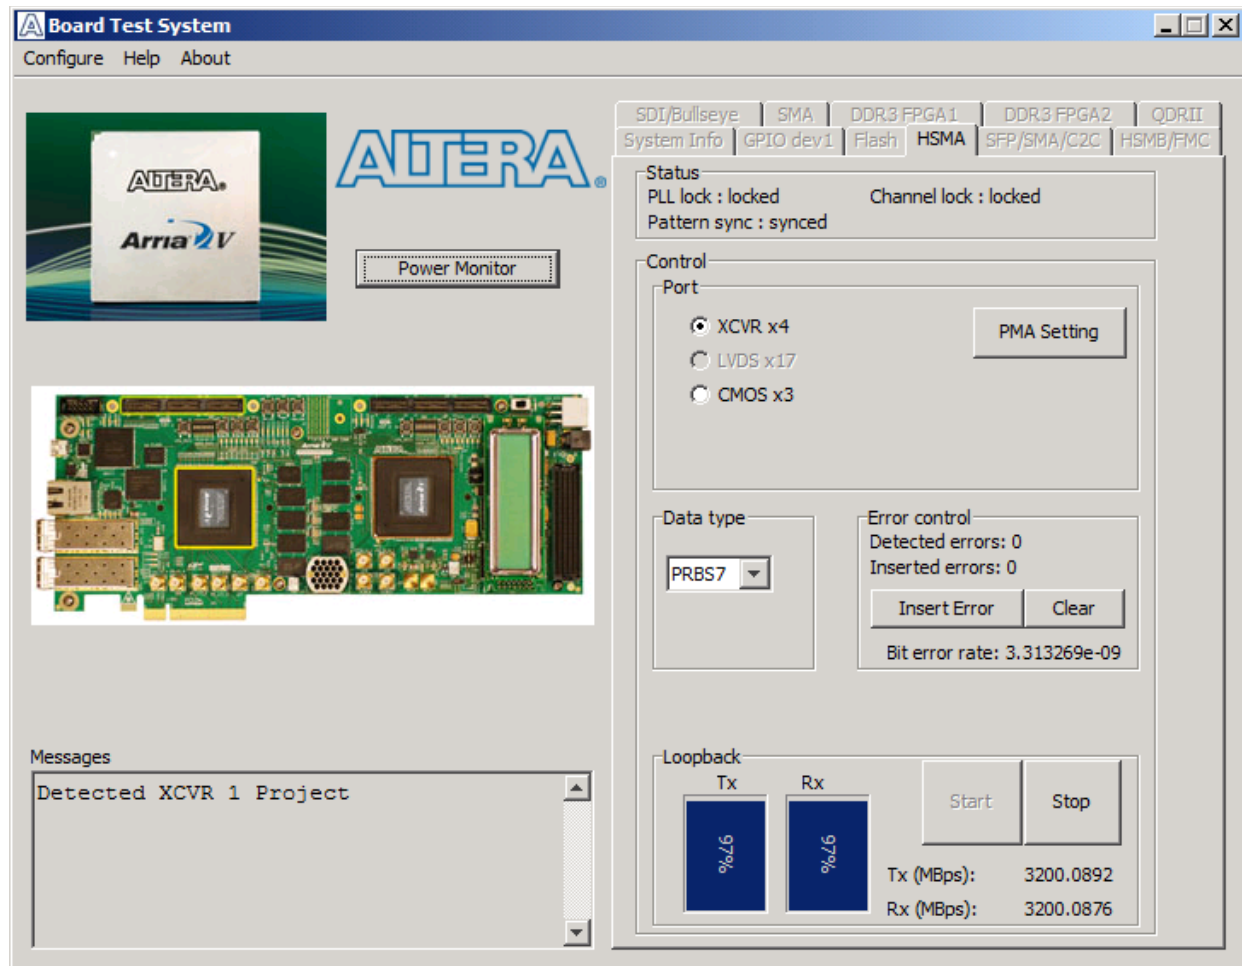 Board Test System
Configure Help About
ALTERA
Arria V
ALTERA
Power Monitor
SDI/Bullseye SMA DDR3 FPGA1 DDR3 FPGA2 QDRII
System Info GPIO dev1 Flash HSMA SFP/SMA/C2C HSMB/FMC
Status
PLL lock : locked Channel lock : locked
Pattern sync : synced
Control
Port
XCVR x4
PMA Setting
LVDS x17
CMOS x3
Data type
PRBS7
Error control
Detected errors: 0
Inserted errors: 0
Insert Error Clear
Bit error rate: 3.313269e-09
Messages
Detected XCVR 1 Project
Loopback
Tx Rx
97% 97%
Start Stop
Tx (MBps): 3200.0892
Rx (MBps): 3200.0876